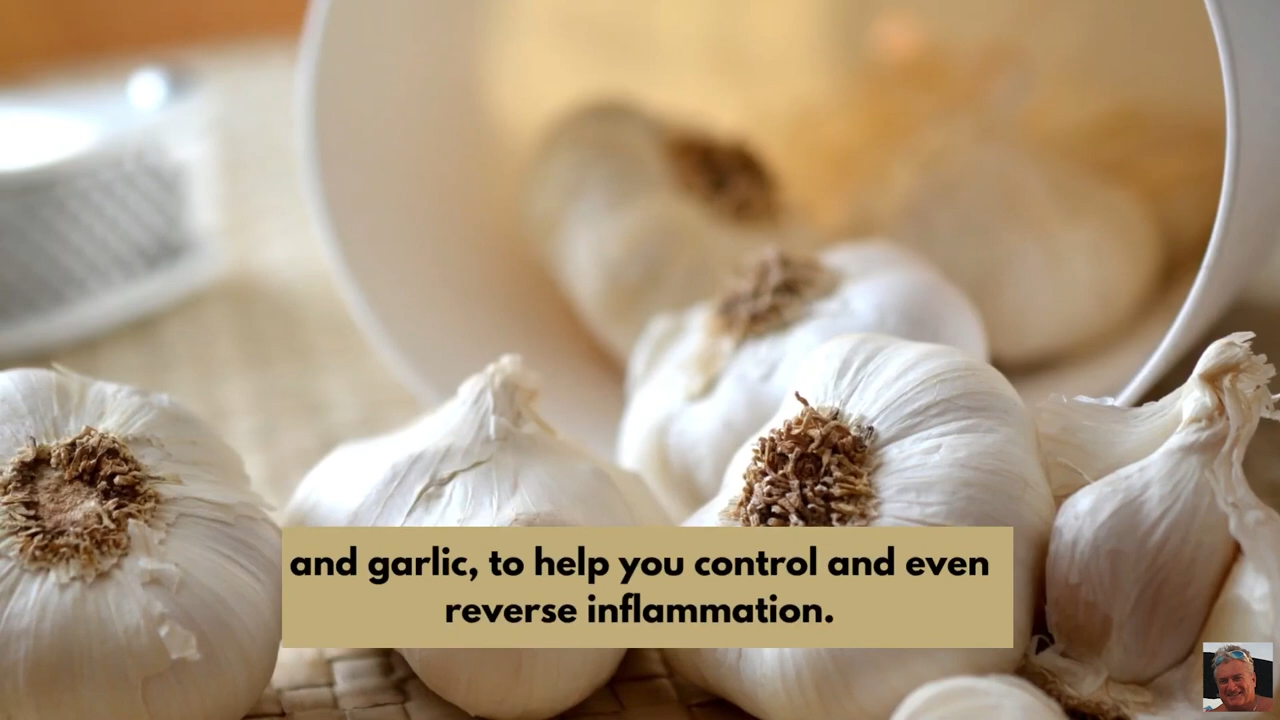 and garlic, to help you control and even
reverse inflammation.